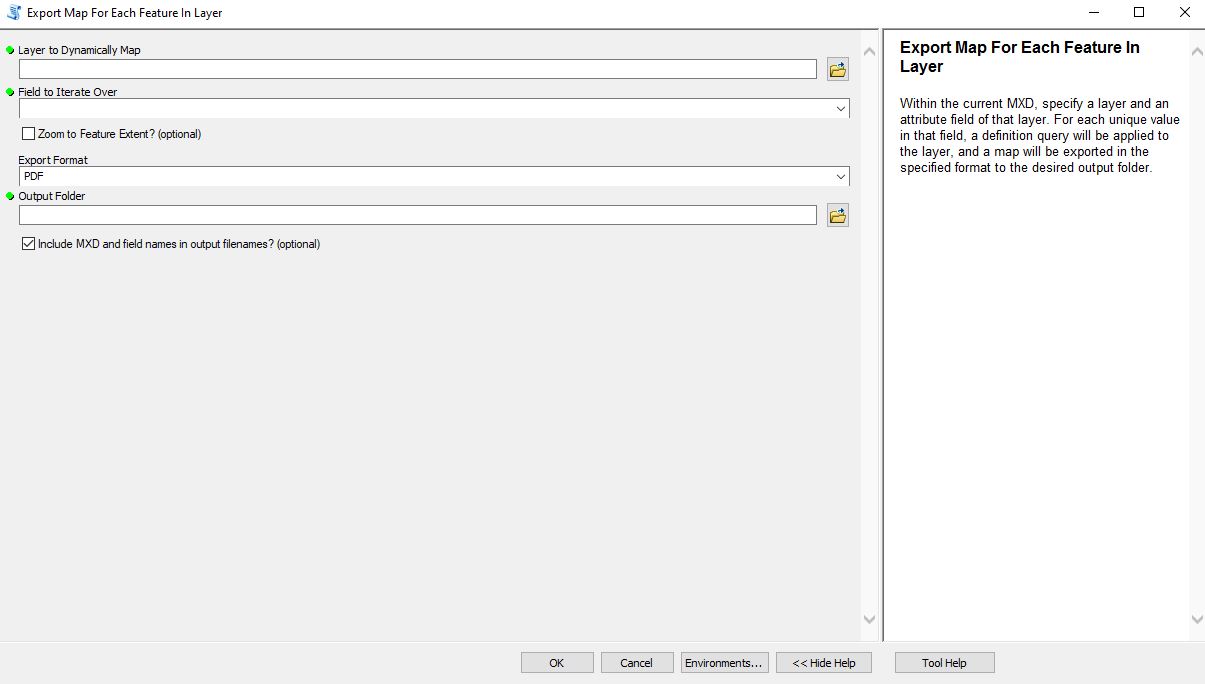 Export Map For Each Feature In Layer
Layer to Dynamically Map
Field to Iterate Over
Zoom to Feature Extent? (optional)
Export Format
PDF
Output Folder
Include MXD and field names in output filenames? (optional)
Export Map For Each Feature In
Layer
Within the current MXD, specify a layer and an
attribute field of that layer. For each unique value
in that field, a definition query will be applied to
the layer, and a map will be exported in the
specified format to the desired output folder.
OK
Cancel
Environments...
<< Hide Help
Tool Help